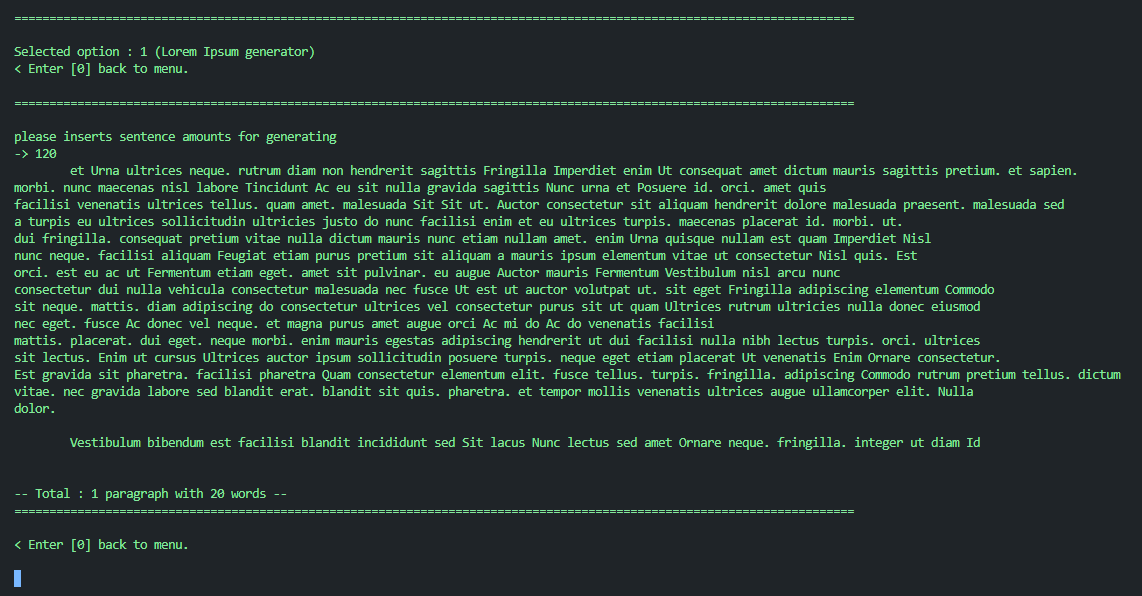 ========================================================================================================================
Selected option : 1 (Lorem Ipsum generator)
< Enter [0] back to menu.
========================================================================================================================
please inserts sentence amounts for generating
-> 120
et Urna ultrices neque. rutrum diam non hendrerit sagittis Fringilla Imperdiet enim Ut consequat amet dictum mauris sagittis pretium. et sapien.
morbi. nunc maecenas nisl labore Tincidunt Ac eu sit nulla gravida sagittis Nunc urna et Posuere id. orci. amet quis
facilisi venenatis ultrices tellus. quam amet. malesuada Sit Sit ut. Auctor consectetur sit aliquam hendrerit dolore malesuada praesent. malesuada sed
a turpis eu ultrices sollicitudin ultricies justo do nunc facilisi enim et eu ultrices turpis. maecenas placerat id. morbi. ut.
dui fringilla. consequat pretium vitae nulla dictum mauris nunc etiam nullam amet. enim Urna quisque nullam est quam Imperdiet Nisl
nunc neque. facilisi aliquam Feugiat etiam purus pretium sit aliquam a mauris ipsum elementum vitae ut consectetur Nisl quis. Est
orci. est eu ac ut Fermentum etiam eget. amet sit pulvinar. eu augue Auctor mauris Fermentum Vestibulum nisl arcu nunc
consectetur dui nulla vehicula consectetur malesuada nec fusce Ut est ut auctor volutpat ut. sit eget Fringilla adipiscing elementum Commodo
sit neque. mattis. diam adipiscing do consectetur ultrices vel consectetur purus sit ut quam Ultrices rutrum ultricies nulla donec eiusmod
nec eget. fusce Ac donec vel neque. et magna purus amet augue orci Ac mi do Ac do venenatis facilisi
mattis. placerat. dui eget. neque morbi. enim mauris egestas adipiscing hendrerit ut dui facilisi nulla nibh lectus turpis. orci. ultrices
sit lectus. Enim ut cursus Ultrices auctor ipsum sollicitudin posuere turpis. neque eget etiam placerat Ut venenatis Enim Ornare consectetur.
Est gravida sit pharetra. facilisi pharetra Quam consectetur elementum elit. fusce tellus. turpis. fringilla. adipiscing Commodo rutrum pretium tellus. dictum
vitae. nec gravida labore sed blandit erat. blandit sit quis. pharetra. et tempor mollis venenatis ultrices augue ullamcorper elit. Nulla
dolor.
Vestibulum bibendum est facilisi blandit incididunt sed Sit lacus Nunc lectus sed amet Ornare neque. fringilla. integer ut diam Id
-- Total : 1 paragraph with 20 words --
========================================================================================================================
< Enter [0] back to menu.